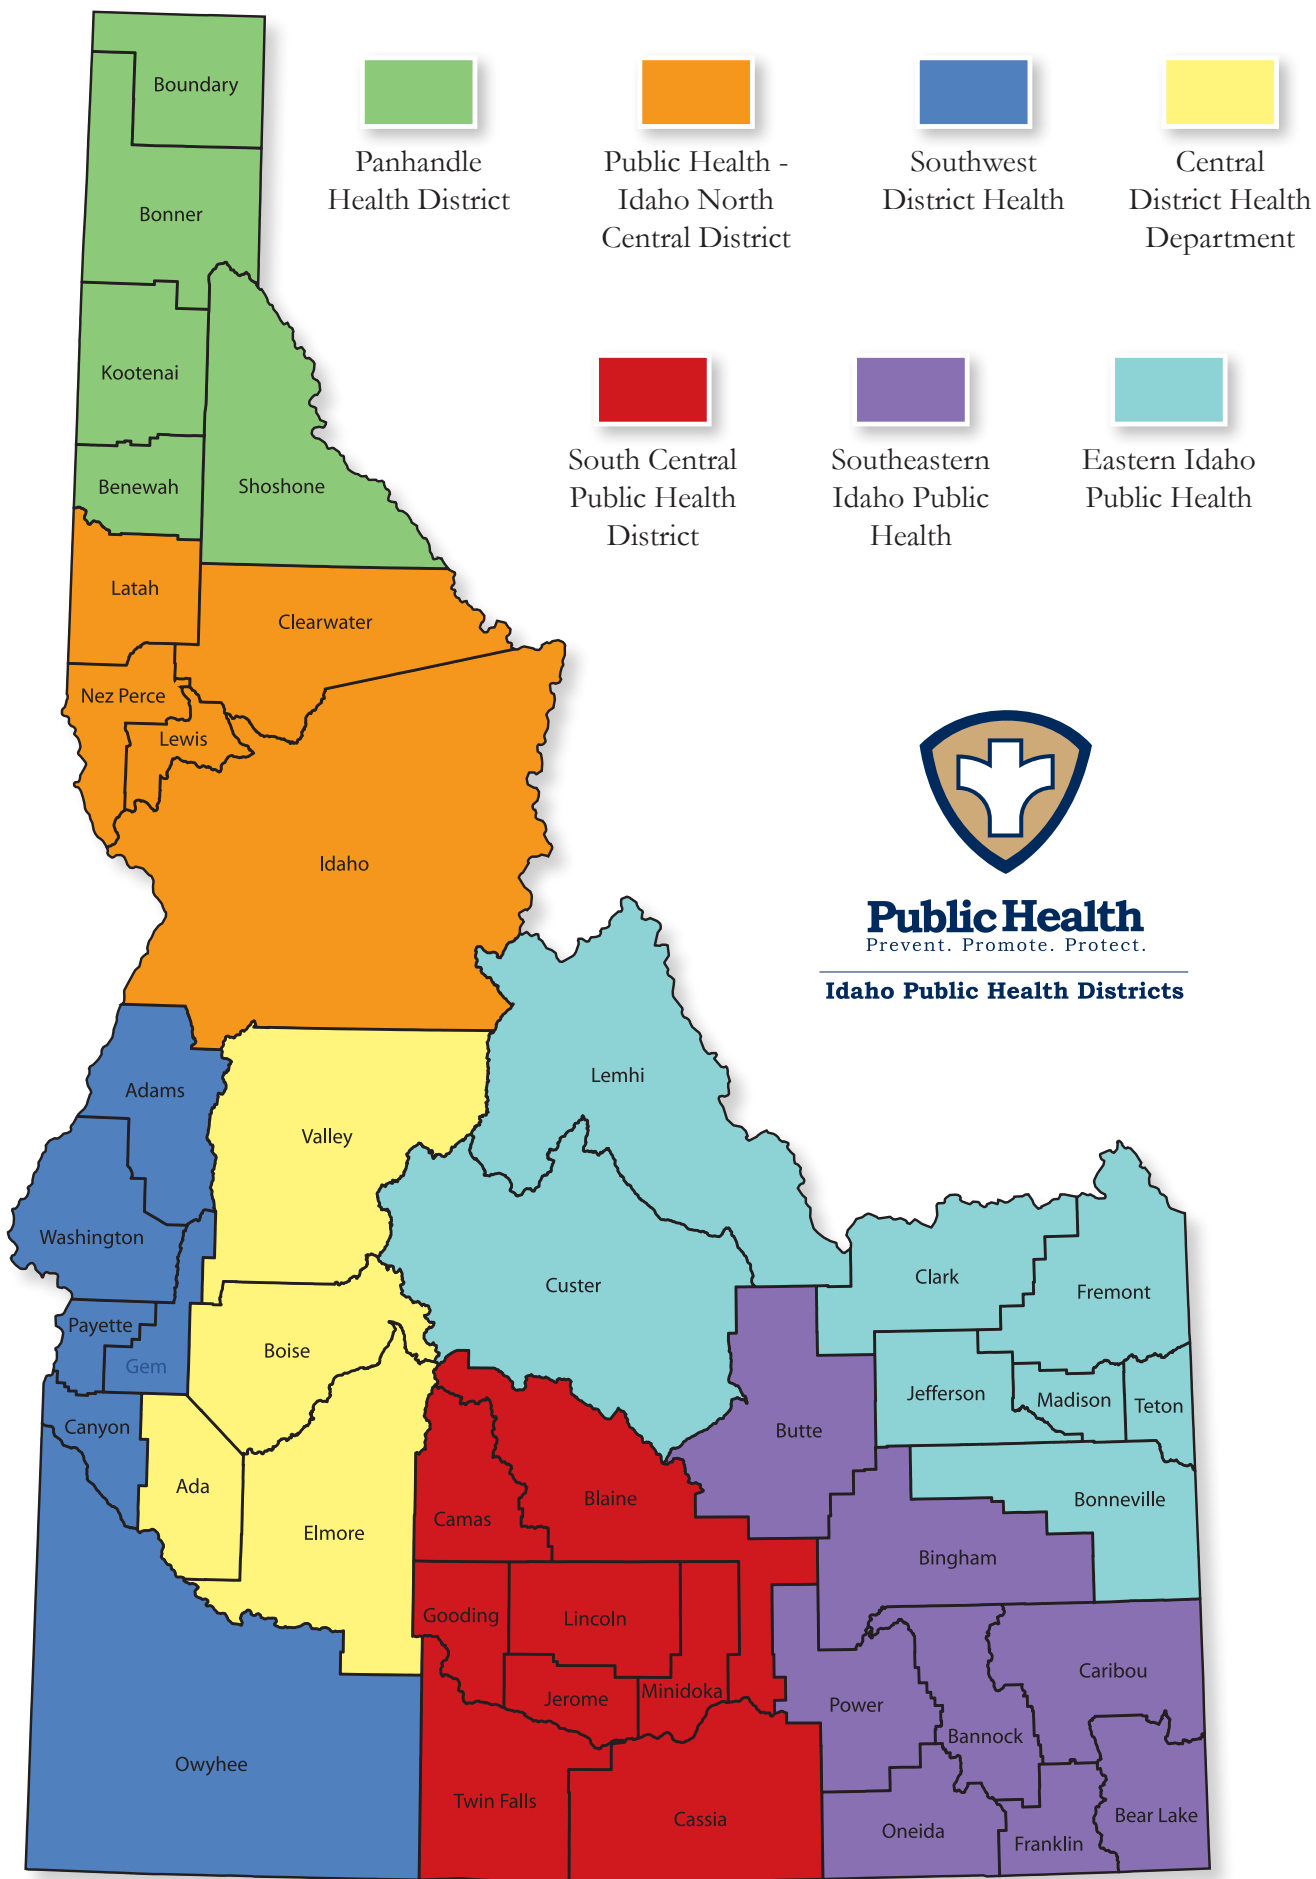 Boundary
Panhandle
Health District
Public Health -
Idaho North
Central District
Southwest
District Health
Central
District Health
Department
Bonner
Kootenai
South Central
Public Health
District
Southeastern
Idaho Public
Health
Eastern Idaho
Public Health
Benewah
Shoshone
Latah
Clearwater
Nez Perce
Lewis
Idaho
Public Health
Prevent. Promote. Protect.
Idaho Public Health Districts
Lemhi
Adams
Valley
Washington
Custer
Clark
Fremont
Payette
Boise
Gem
Jefferson
Madison
Teton
Canyon
Butte
Ada
Blaine
Bonneville
Camas
Elmore
Bingham
Gooding
Lincoln
Caribou
Jerome
Minidoka
Power
Bannock
Owyhee
Twin Falls
Cassia
Oneida
Franklin
Bear Lake